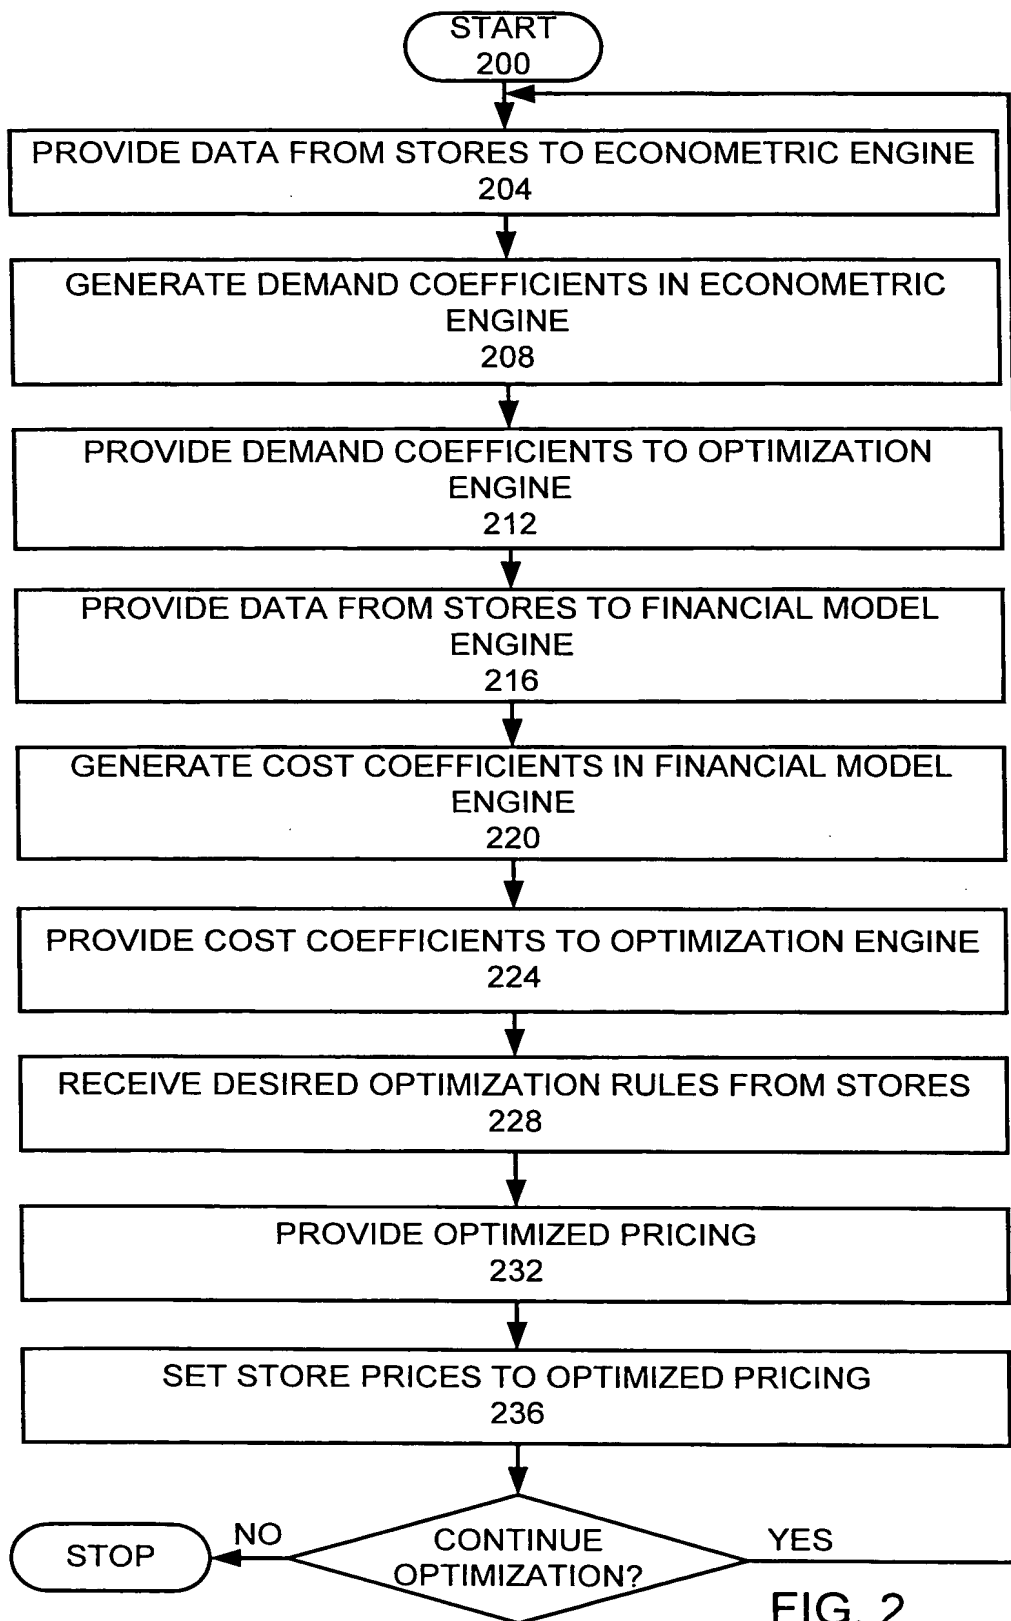 START
200
PROVIDE DATA FROM STORES TO ECONOMETRIC ENGINE
204
GENERATE DEMAND COEFFICIENTS IN ECONOMETRIC
ENGINE
208
PROVIDE DEMAND COEFFICIENTS TO OPTIMIZATION
ENGINE
212
PROVIDE DATA FROM STORES TO FINANCIAL MODEL
ENGINE
216
GENERATE COST COEFFICIENTS IN FINANCIAL MODEL
ENGINE
220
PROVIDE COST COEFFICIENTS TO OPTIMIZATION ENGINE
224
RECEIVE DESIRED OPTIMIZATION RULES FROM STORES
228
PROVIDE OPTIMIZED PRICING
232
SET STORE PRICES TO OPTIMIZED PRICING
236
STOP
NO
CONTINUE
OPTIMIZATION?
YES
FIG. 2